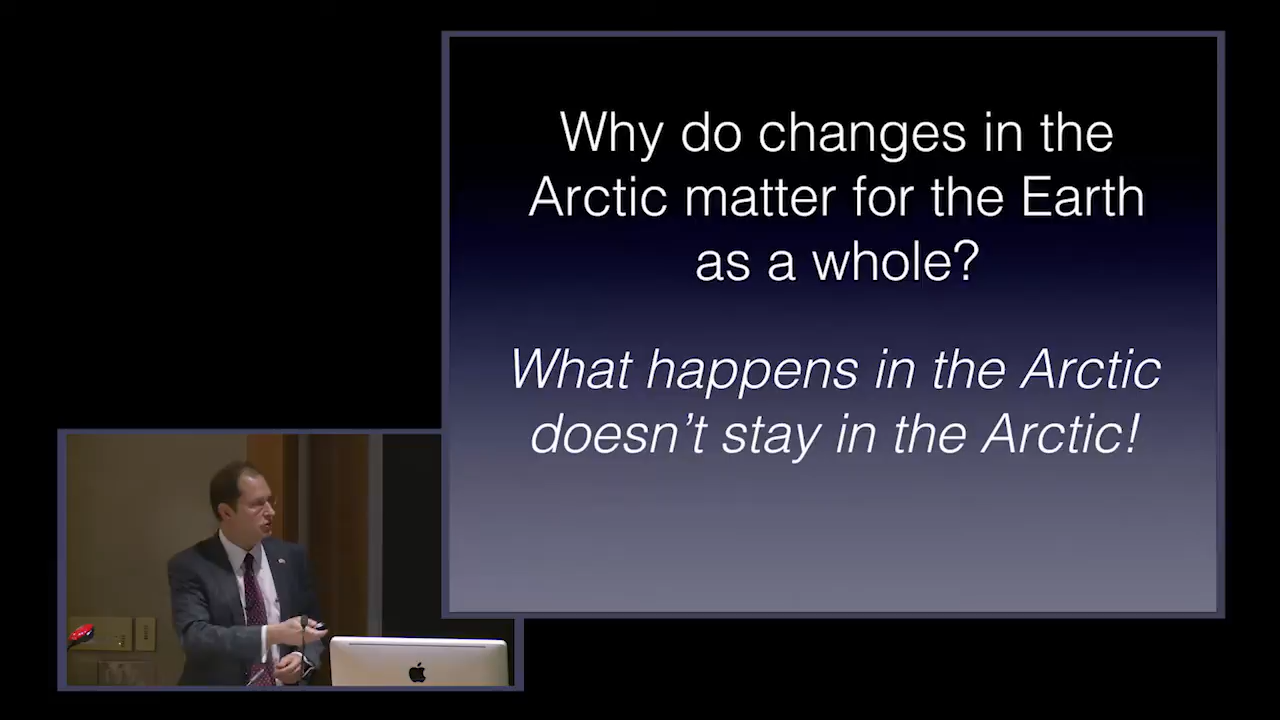 Why do changes in the
Arctic matter for the Earth
as a whole?
What happens in the Arctic
doesn't stay in the Arctic!